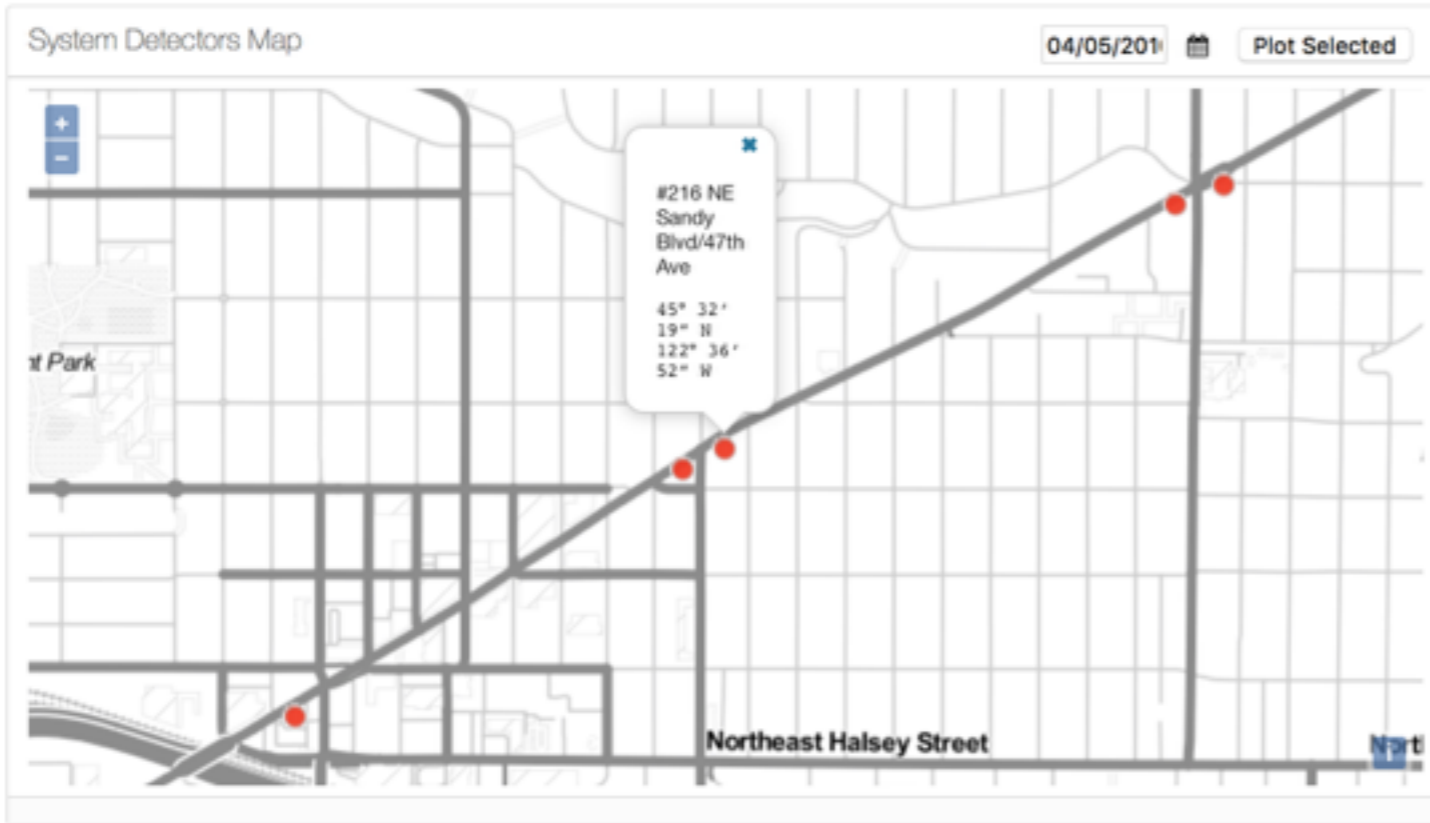 System Detectors Map
04/05/201
Plot Selected
+
−
#216 NE
Sandy
Blvd/47th
Ave
45° 32′
19″ N
122° 36′
52″ W
nt Park
Northeast Halsey Street